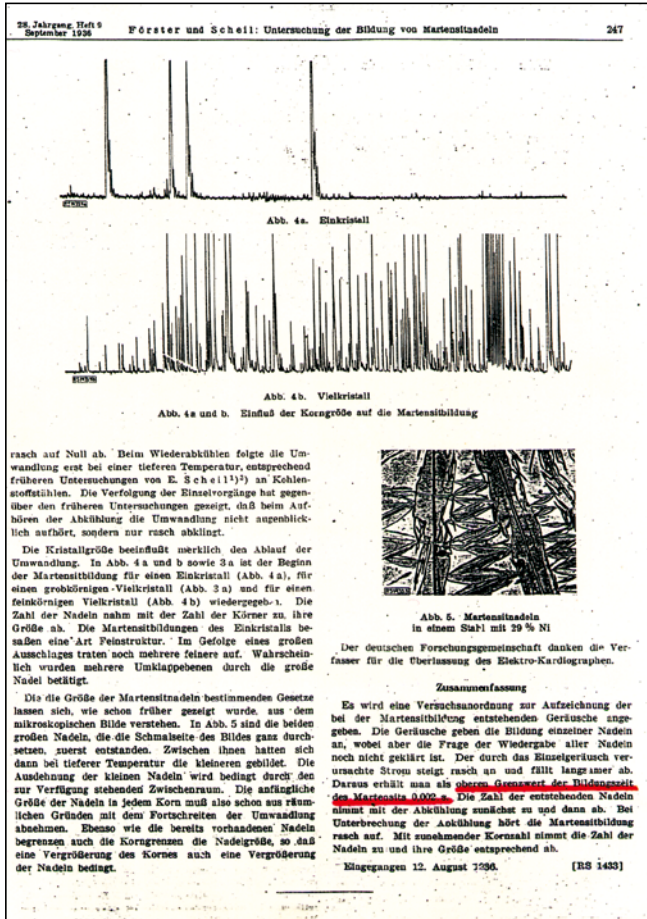 28. Jahrgang, Heft 9
September 1936
Förster und Scheil: Untersuchung der Bildung von Martensitnadeln
247
Abb. 4a. Einkristall
Abb. 4b. Vielkristall
Abb. 4a und b. Einfluß der Korngröße auf die Martensitbildung
rasch auf Null ab. Beim Wiederabkühlen folgte die Um-
wandlung erst bei einer tieferen Temperatur, entsprechend
früheren Untersuchungen von E. Scheil¹)²) an Kohlen-
stoffstählen. Die Verfolgung der Einzelvorgänge hat gegen-
über den früheren Untersuchungen gezeigt, daß beim Auf-
hören der Abkühlung die Umwandlung nicht augenblick-
lich aufhört, sondern nur rasch abklingt.
Die Kristallgröße beeinflußt merklich den Ablauf der
Umwandlung. In Abb. 4a und b sowie 3a ist der Beginn
der Martensitbildung für einen Einkristall (Abb. 4a), für
einen grobkörnigen Vielkristall (Abb. 3a) und für einen
feinkörnigen Vielkristall (Abb. 4b) wiedergegeben. Die
Zahl der Nadeln nahm mit der Zahl der Körner zu, ihre
Größe ab. Die Martensitbildungen des Einkristalls be-
saßen eine Art Feinstruktur. Im Gefolge eines großen
Ausschlages traten noch mehrere feinere auf. Wahrschein-
lich wurden mehrere Umklappebenen durch die große
Nadel betätigt.
Die die Größe der Martensitnadeln bestimmenden Gesetze
lassen sich, wie schon früher gezeigt wurde, aus dem
mikroskopischen Bilde verstehen. In Abb. 5 sind die beiden
großen Nadeln, die die Schmalseite des Bildes ganz durch-
setzen, zuerst entstanden. Zwischen ihnen hatten sich
dann bei tieferer Temperatur die kleineren gebildet. Die
Ausdehnung der kleinen Nadeln wird bedingt durch den
zur Verfügung stehenden Zwischenraum. Die anfängliche
Größe der Nadeln in jedem Korn muß also schon aus räum-
lichen Gründen mit dem Fortschreiten der Umwandlung
abnehmen. Ebenso wie die bereits vorhandenen Nadeln
begrenzen auch die Korngrenzen die Nadelgröße, so daß
eine Vergrößerung des Kornes auch eine Vergrößerung
der Nadeln bedingt.
Abb. 5. Martensitnadeln
in einem Stahl mit 29 % Ni
Der deutschen Forschungsgemeinschaft danken die Ver-
fasser für die Überlassung des Elektro-Kardiographen.
Zusammenfassung
Es wird eine Versuchsanordnung zur Aufzeichnung der
bei der Martensitbildung entstehenden Geräusche ange-
geben. Die Geräusche geben die Bildung einzelner Nadeln
an, wobei aber die Frage der Wiedergabe aller Nadeln
noch nicht geklärt ist. Der durch das Einzelgeräusch ver-
ursachte Strom steigt rasch an und fällt langsamer ab.
Daraus erhält man als oberen Grenzwert der Bildungszeit
des Martensits 0,002 s. Die Zahl der entstehenden Nadeln
nimmt mit der Abkühlung zunächst zu und dann ab. Bei
Unterbrechung der Abkühlung hört die Martensitbildung
rasch auf. Mit zunehmender Kornzahl nimmt die Zahl der
Nadeln zu und ihre Größe entsprechend ab.
Eingegangen 12. August 1936.
[RS 1433]